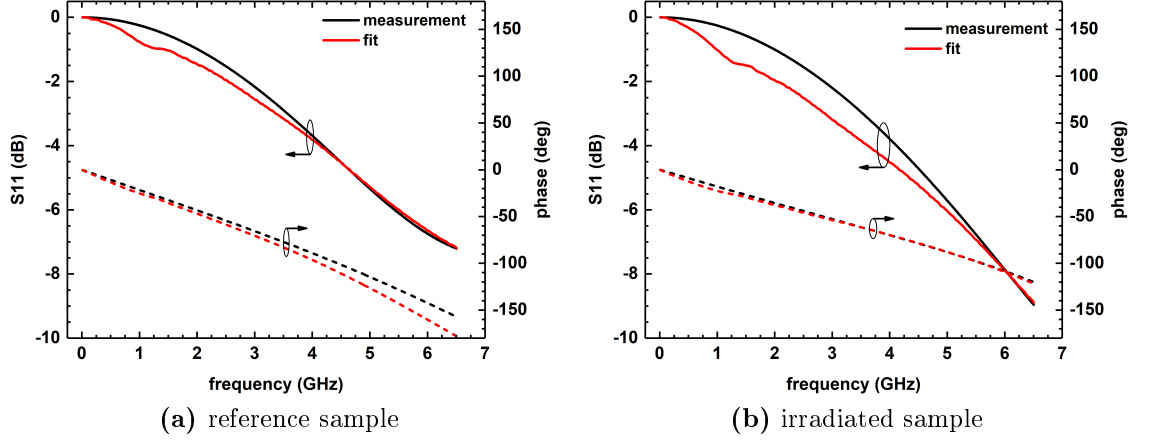 measurement
fit
0
-2
-4
-6
-8
-10
S11 (dB)
150
100
50
0
-50
-100
-150
phase (deg)
0 1 2 3 4 5 6 7
frequency (GHz)
(a) reference sample
measurement
fit
0
-2
-4
-6
-8
-10
S11 (dB)
150
100
50
0
-50
-100
-150
phase (deg)
0 1 2 3 4 5 6 7
frequency (GHz)
(b) irradiated sample